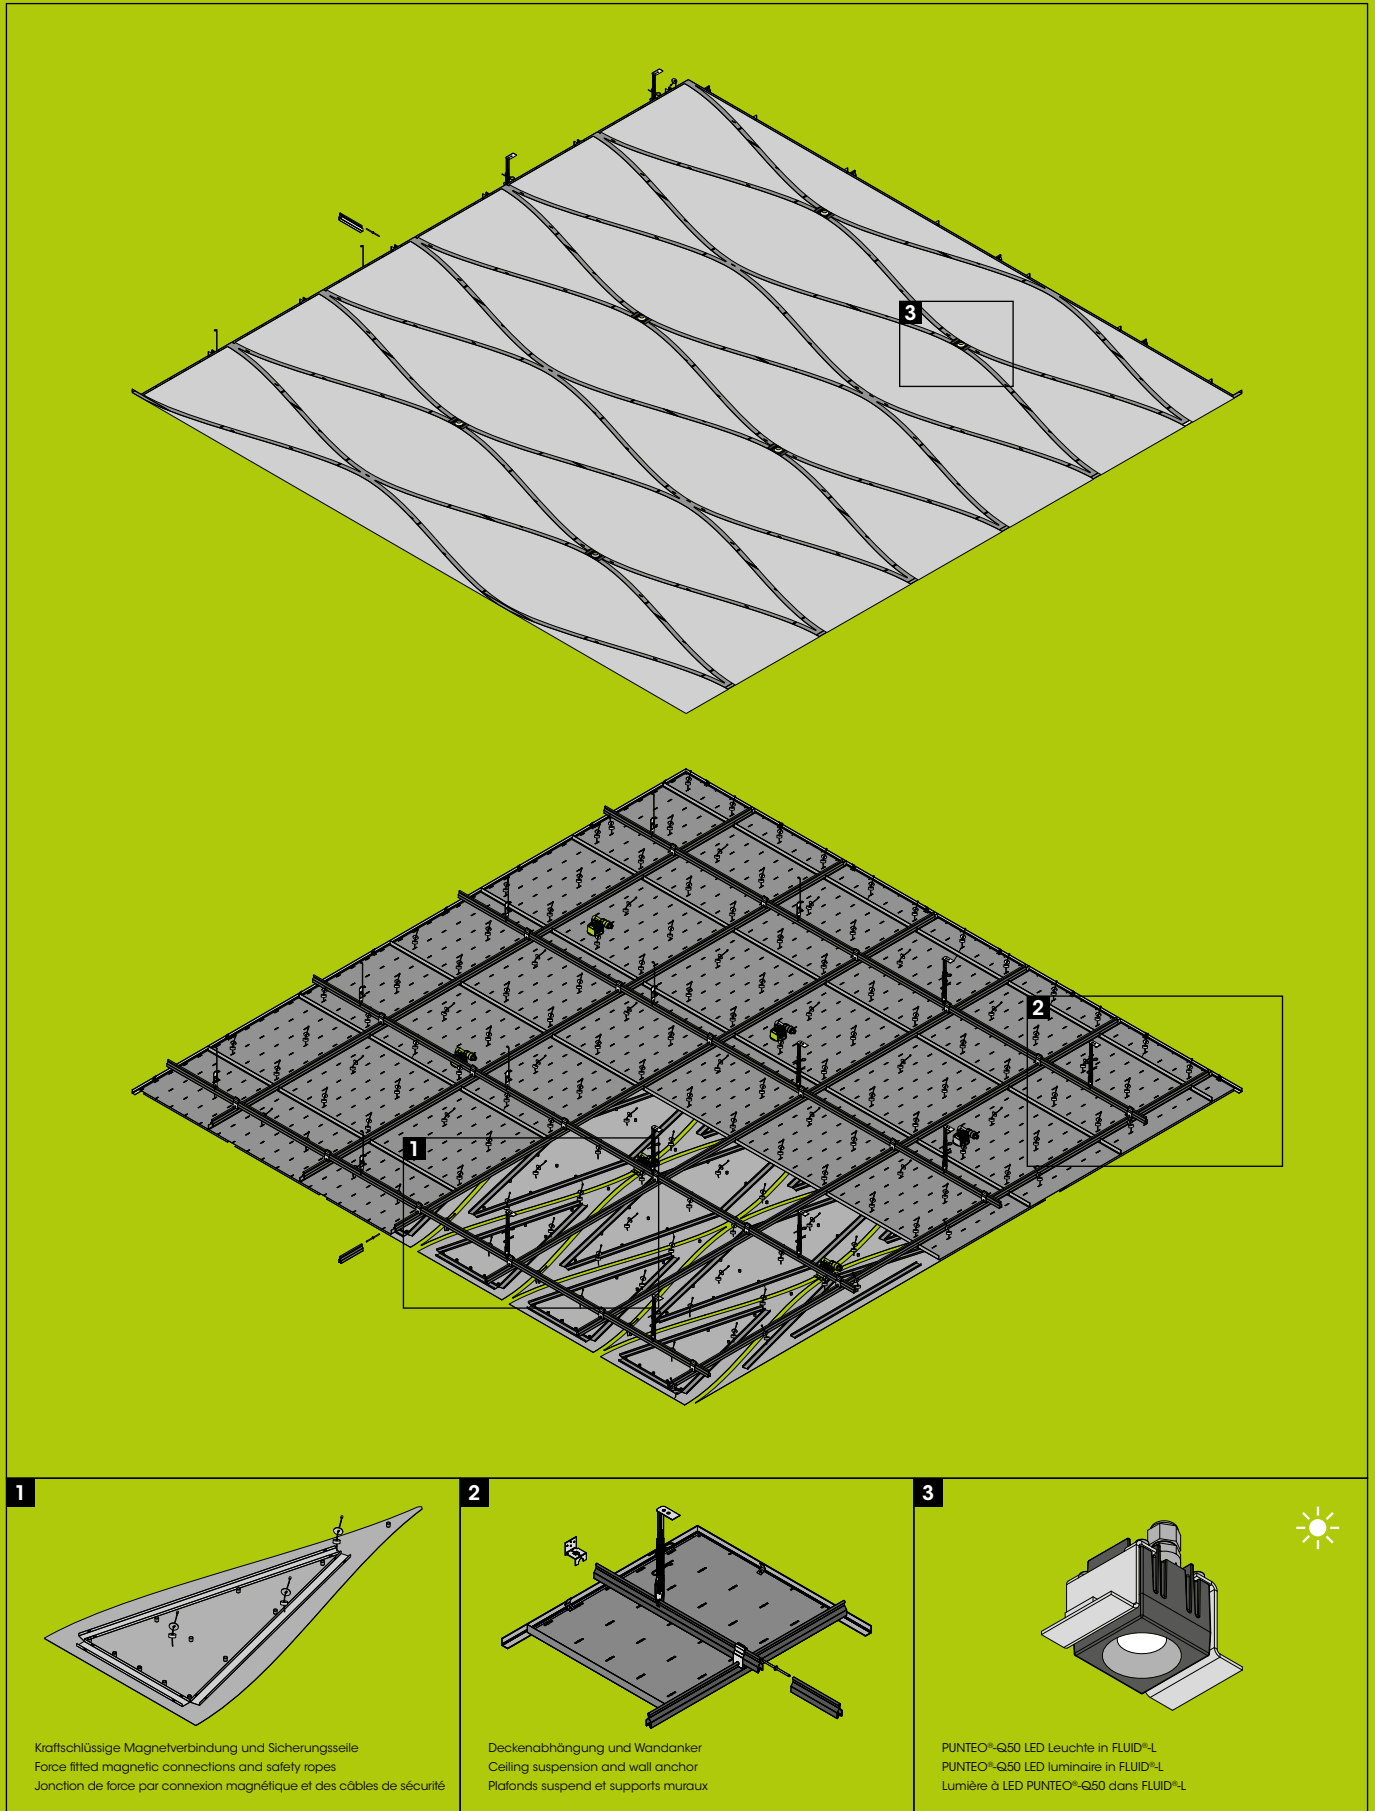 3
2
1
1
Kraftschlüssige Magnetverbindung und Sicherungsseile
Force fitted magnetic connections and safety ropes
Jonction de force par connexion magnétique et des câbles de sécurité
2
Deckenabhängung und Wandanker
Ceiling suspension and wall anchor
Plafonds suspend et supports muraux
3
PUNTEO®-Q50 LED Leuchte in FLUID®-L
PUNTEO®-Q50 LED luminaire in FLUID®-L
Lumière à LED PUNTEO®-Q50 dans FLUID®-L